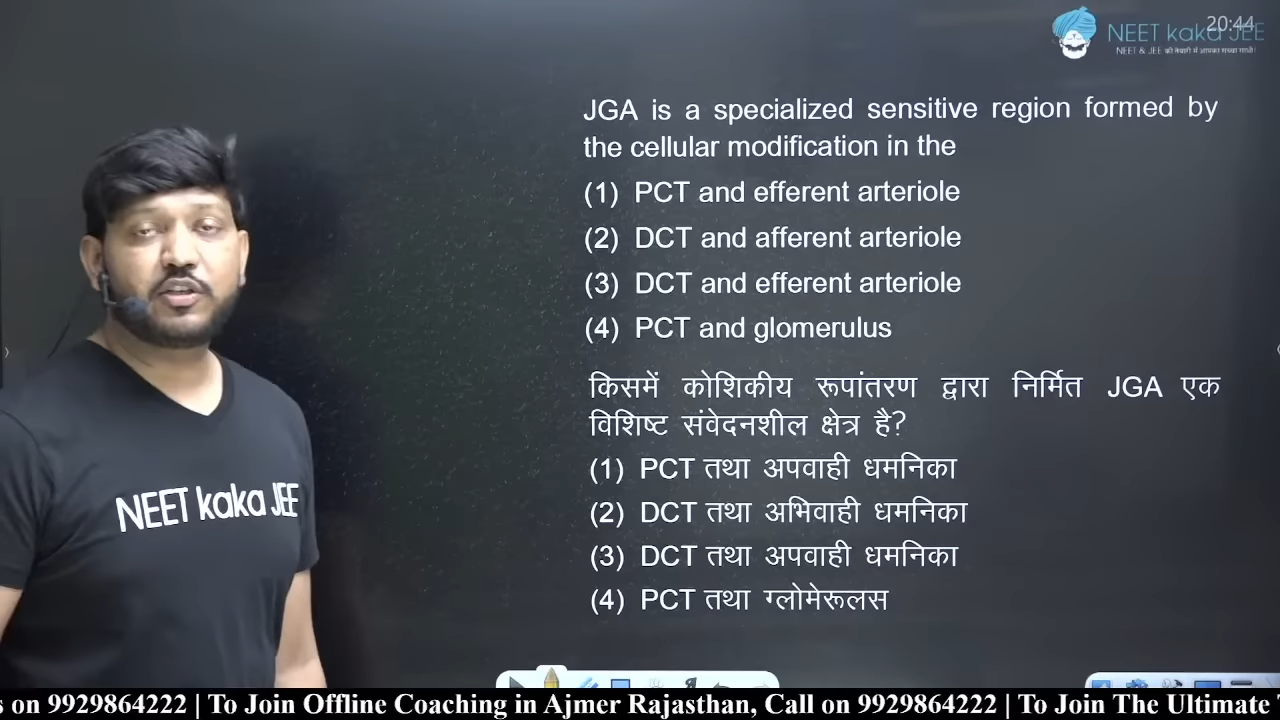 20:44
NEET kaka JEE
NEET & JEE की तैयारी में आपका सच्चा साथी!
JGA is a specialized sensitive region formed by
the cellular modification in the
(1) PCT and efferent arteriole
(2) DCT and afferent arteriole
(3) DCT and efferent arteriole
(4) PCT and glomerulus
किसमें कोशिकीय रूपांतरण द्वारा निर्मित JGA एक
विशिष्ट संवेदनशील क्षेत्र है?
(1) PCT तथा अपवाही धमनिका
(2) DCT तथा अभिवाही धमनिका
(3) DCT तथा अपवाही धमनिका
(4) PCT तथा ग्लोमेरूलस
NEET kaka JEE
s on 9929864222 | To Join Offline Coaching in Ajmer Rajasthan, Call on 9929864222 | To Join The Ultimate